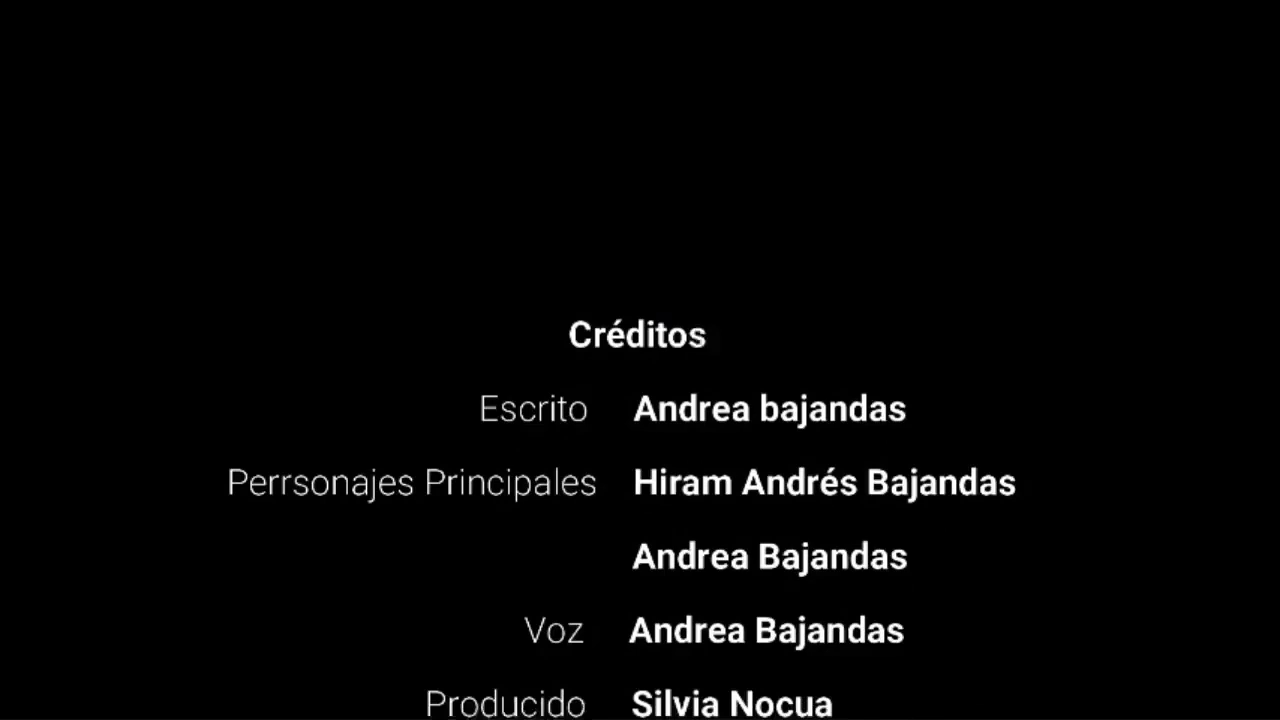 Créditos
Escrito Andrea bajandas
Perrsonajes Principales Hiram Andrés Bajandas
Andrea Bajandas
Voz Andrea Bajandas
Producido Silvia Nocua